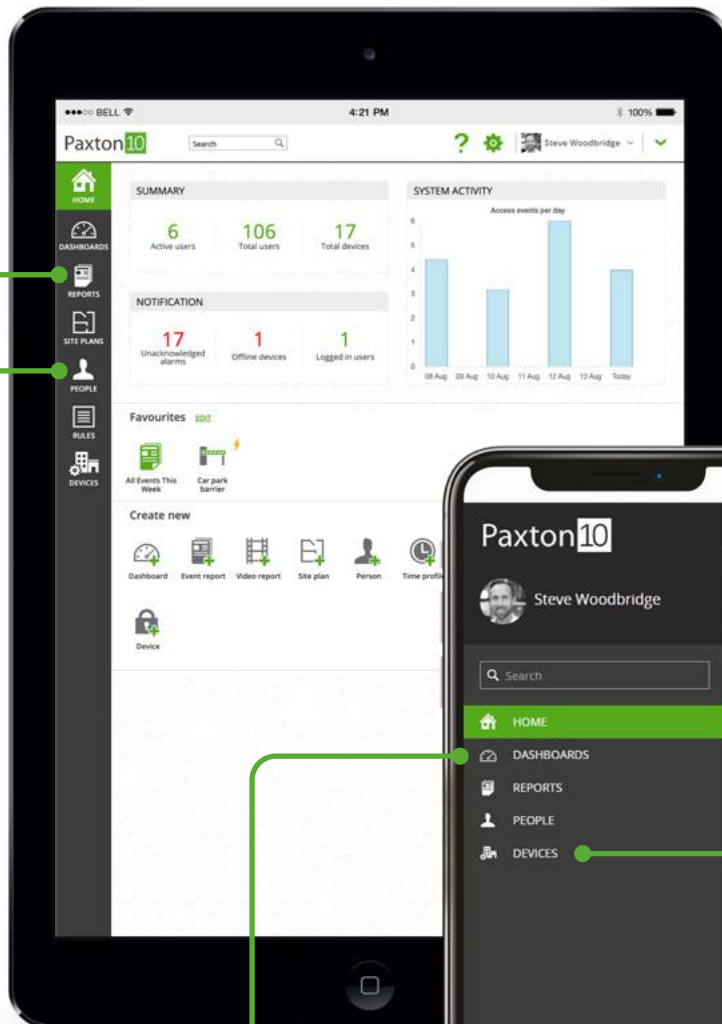 ●●●○○ BELL 4:21 PM 100%
Paxton10 Search ? Steve Woodbridge
HOME
DASHBOARDS
REPORTS
SITE PLANS
PEOPLE
RULES
DEVICES
SUMMARY
6 106 17
Active users Total users Total devices
NOTIFICATION
17 1 1
Unacknowledged alarms Offline devices Logged in users
SYSTEM ACTIVITY
Access events per day
6
5
4
3
2
1
0
08 Aug 09 Aug 10 Aug 11 Aug 12 Aug 13 Aug Today
Favourites EDIT
All Events This Car park
Week barrier
Create new
Dashboard Event report Video report Site plan Person Time profile
Device
Paxton10
Steve Woodbridge
Search
HOME
DASHBOARDS
REPORTS
PEOPLE
DEVICES